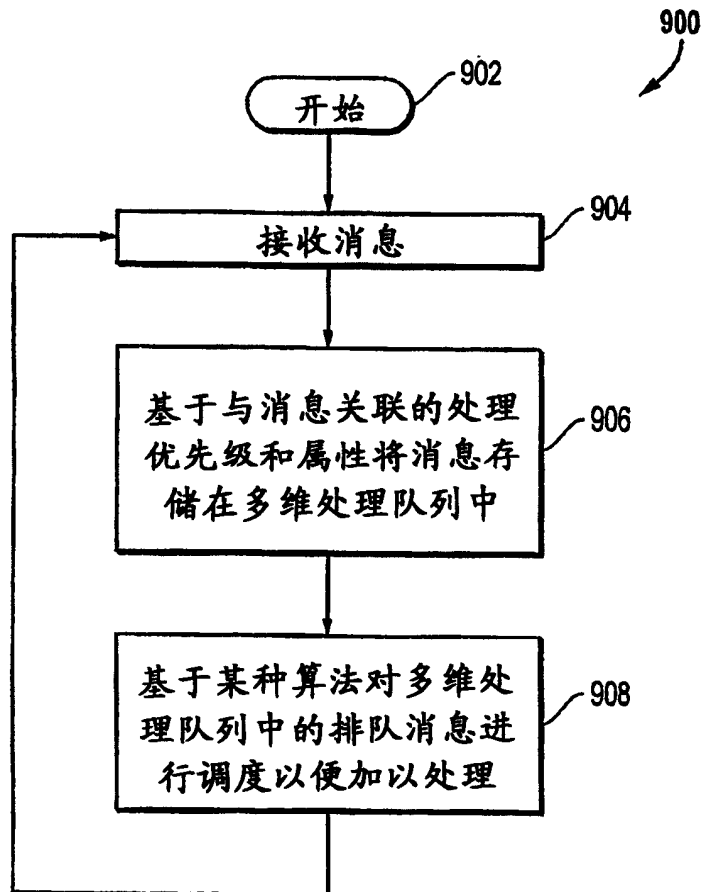 900
902
开始
904
接收消息
基于与消息关联的处理
优先级和属性将消息存
储在多维处理队列中
906
基于某种算法对多维处
理队列中的排队消息进
行调度以便加以处理
908